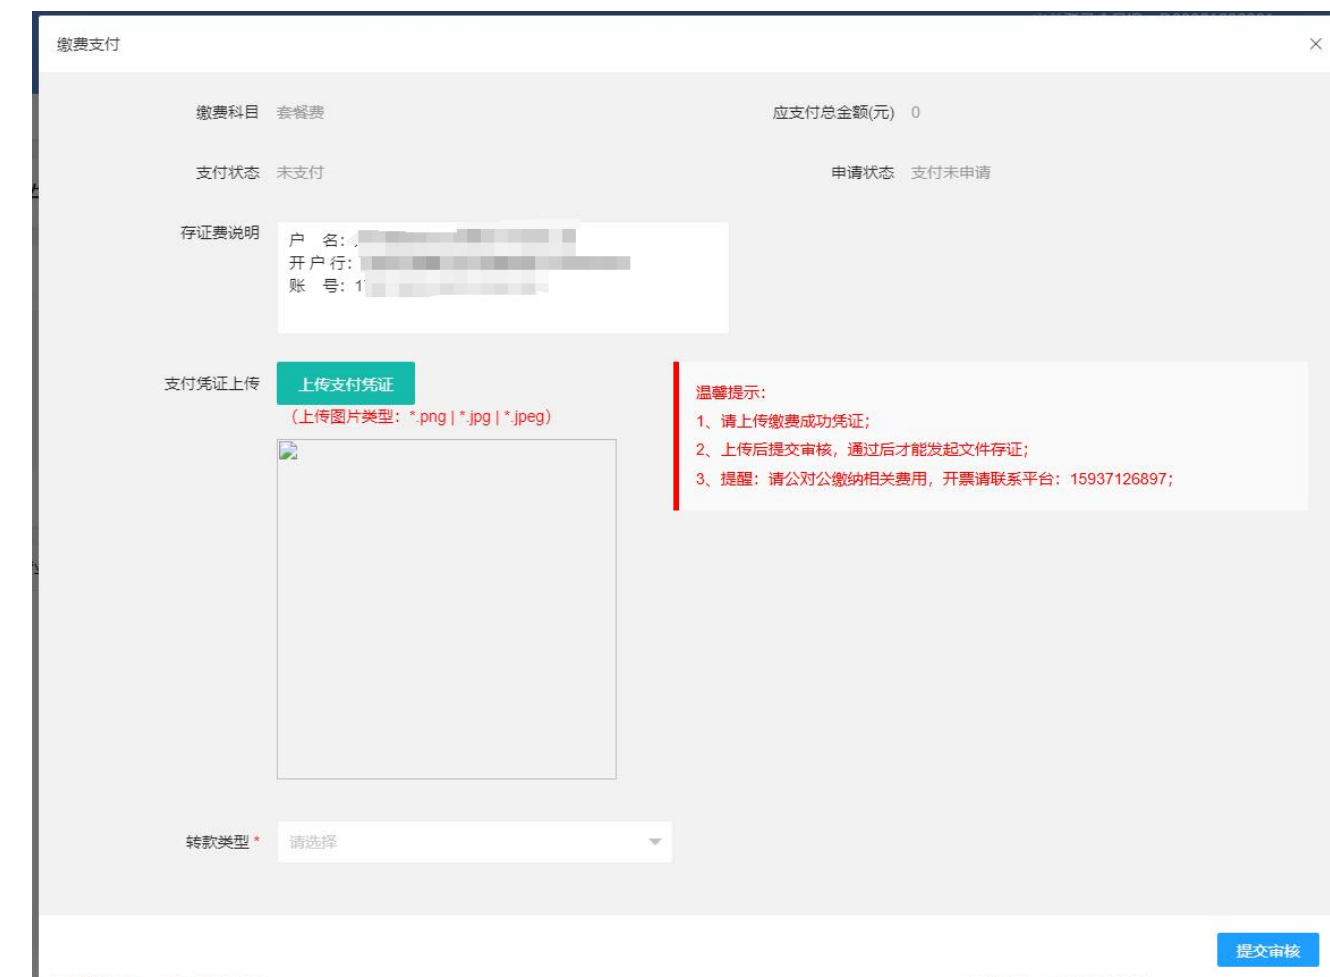 缴费支付
缴费科目 套餐费 应支付总金额(元) 0
支付状态 未支付 申请状态 支付未申请
存证费说明
户 名:
开 户 行:
账 号: 1
支付凭证上传 上传支付凭证
（上传图片类型：*.png | *.jpg | *.jpeg）
温馨提示：
1、请上传缴费成功凭证；
2、上传后提交审核，通过后才能发起文件存证；
3、提醒：请公对公缴纳相关费用，开票请联系平台：15937126897；
转款类型 * 请选择
提交审核